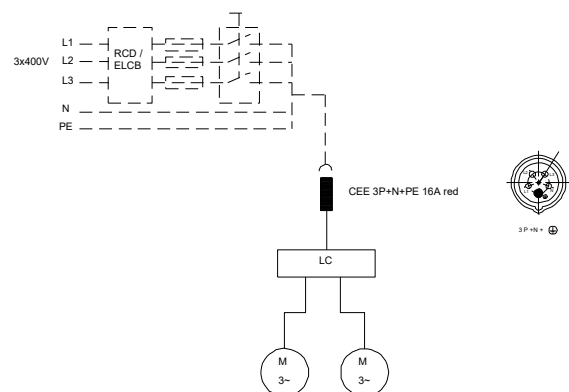 L1
3x400V
L2
L3
RCD /
ELCB
N
PE
CEE 3P+N+PE 16A red
3 P +N +
LC
M
3~
M
3~